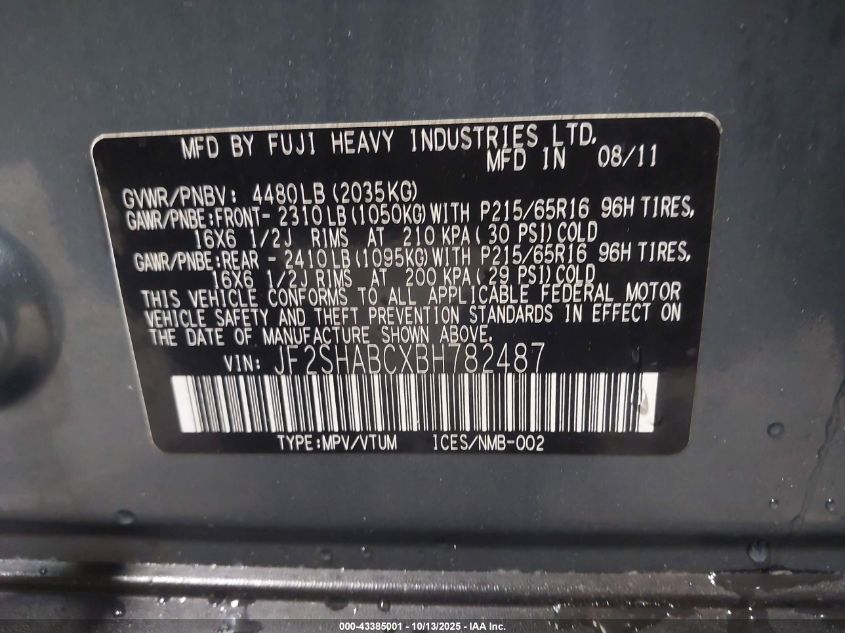 MFD BY FUJI HEAVY INDUSTRIES LTD.
MFD IN 08/11
GVWR/PNBV: 4480LB (2035KG)
GAWR/PNBE:FRONT- 2310LB(1050KG)WITH P215/65R16 96H TIRES,
16X6 1/2J RIMS AT 210 KPA( 30 PSI)COLD
GAWR/PNBE:REAR - 2410LB(1095KG)WITH P215/65R16 96H TIRES,
16X6 1/2J RIMS AT 200 KPA( 29 PSI)COLD
THIS VEHICLE CONFORMS TO ALL APPLICABLE FEDERAL MOTOR
VEHICLE SAFETY AND THEFT PREVENTION STANDARDS IN EFFECT ON
THE DATE OF MANUFACTURE SHOWN ABOVE.
VIN: JF2SHABCXBH782487
TYPE:MPV/VTUM ICES/NMB-002
000-43385001 - 10/13/2025 - IAA Inc.